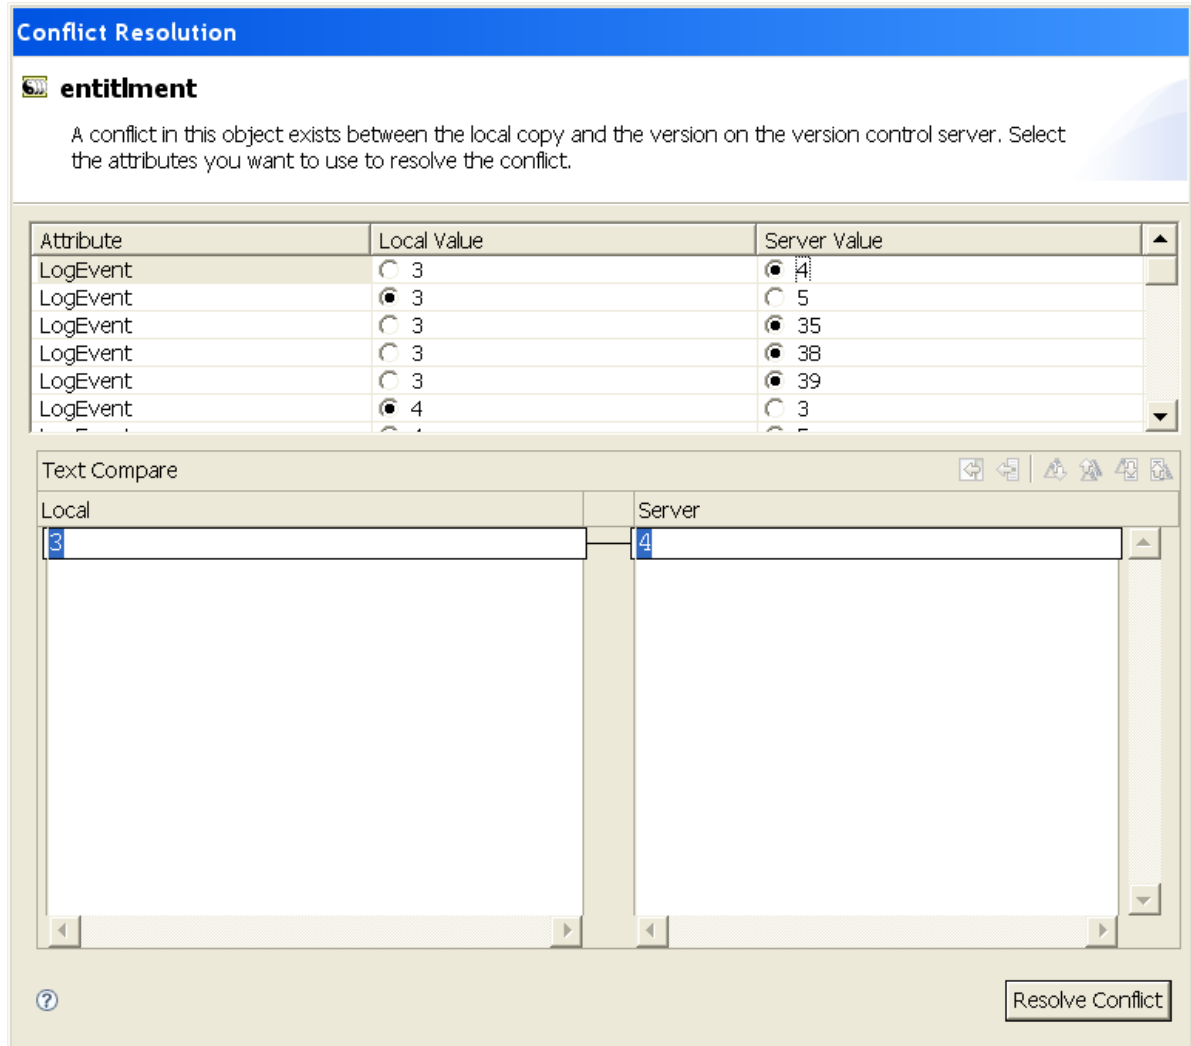 Conflict Resolution
entitlment
A conflict in this object exists between the local copy and the version on the version control server. Select
the attributes you want to use to resolve the conflict.
Attribute Local Value Server Value
LogEvent 3 4
LogEvent 3 5
LogEvent 3 35
LogEvent 3 38
LogEvent 3 39
LogEvent 4 3
Text Compare
Local Server
3 4
Resolve Conflict